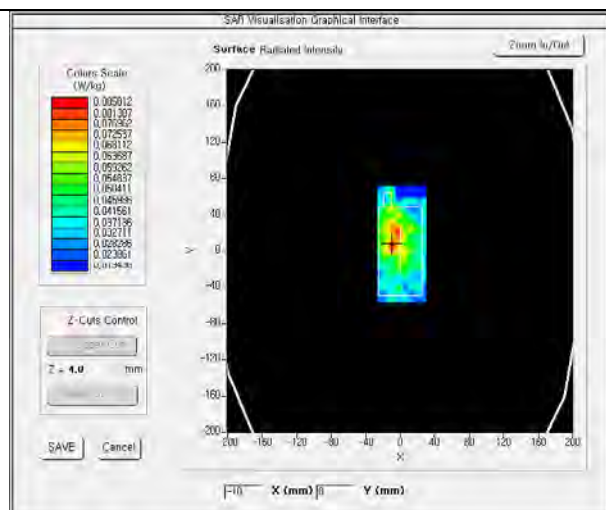 SAR Visualisation Graphical Interface
Surface Radiated Intensity
Zoom In/Out
Colors Scale
(W/kg)
0.076962
0.072537
0.068112
0.063687
0.059262
0.054837
0.050411
0.045986
0.041561
0.037136
0.032711
0.028286
0.023861
200
160
120
80
40
0
-40
-80
-120
-160
-200
Y
200 160 -120 -80 -40 0 40 80 120 160 200
X
Z-Cuts Control
Z = 4.0 mm
SAVE Cancel
-10 X (mm) Y (mm)